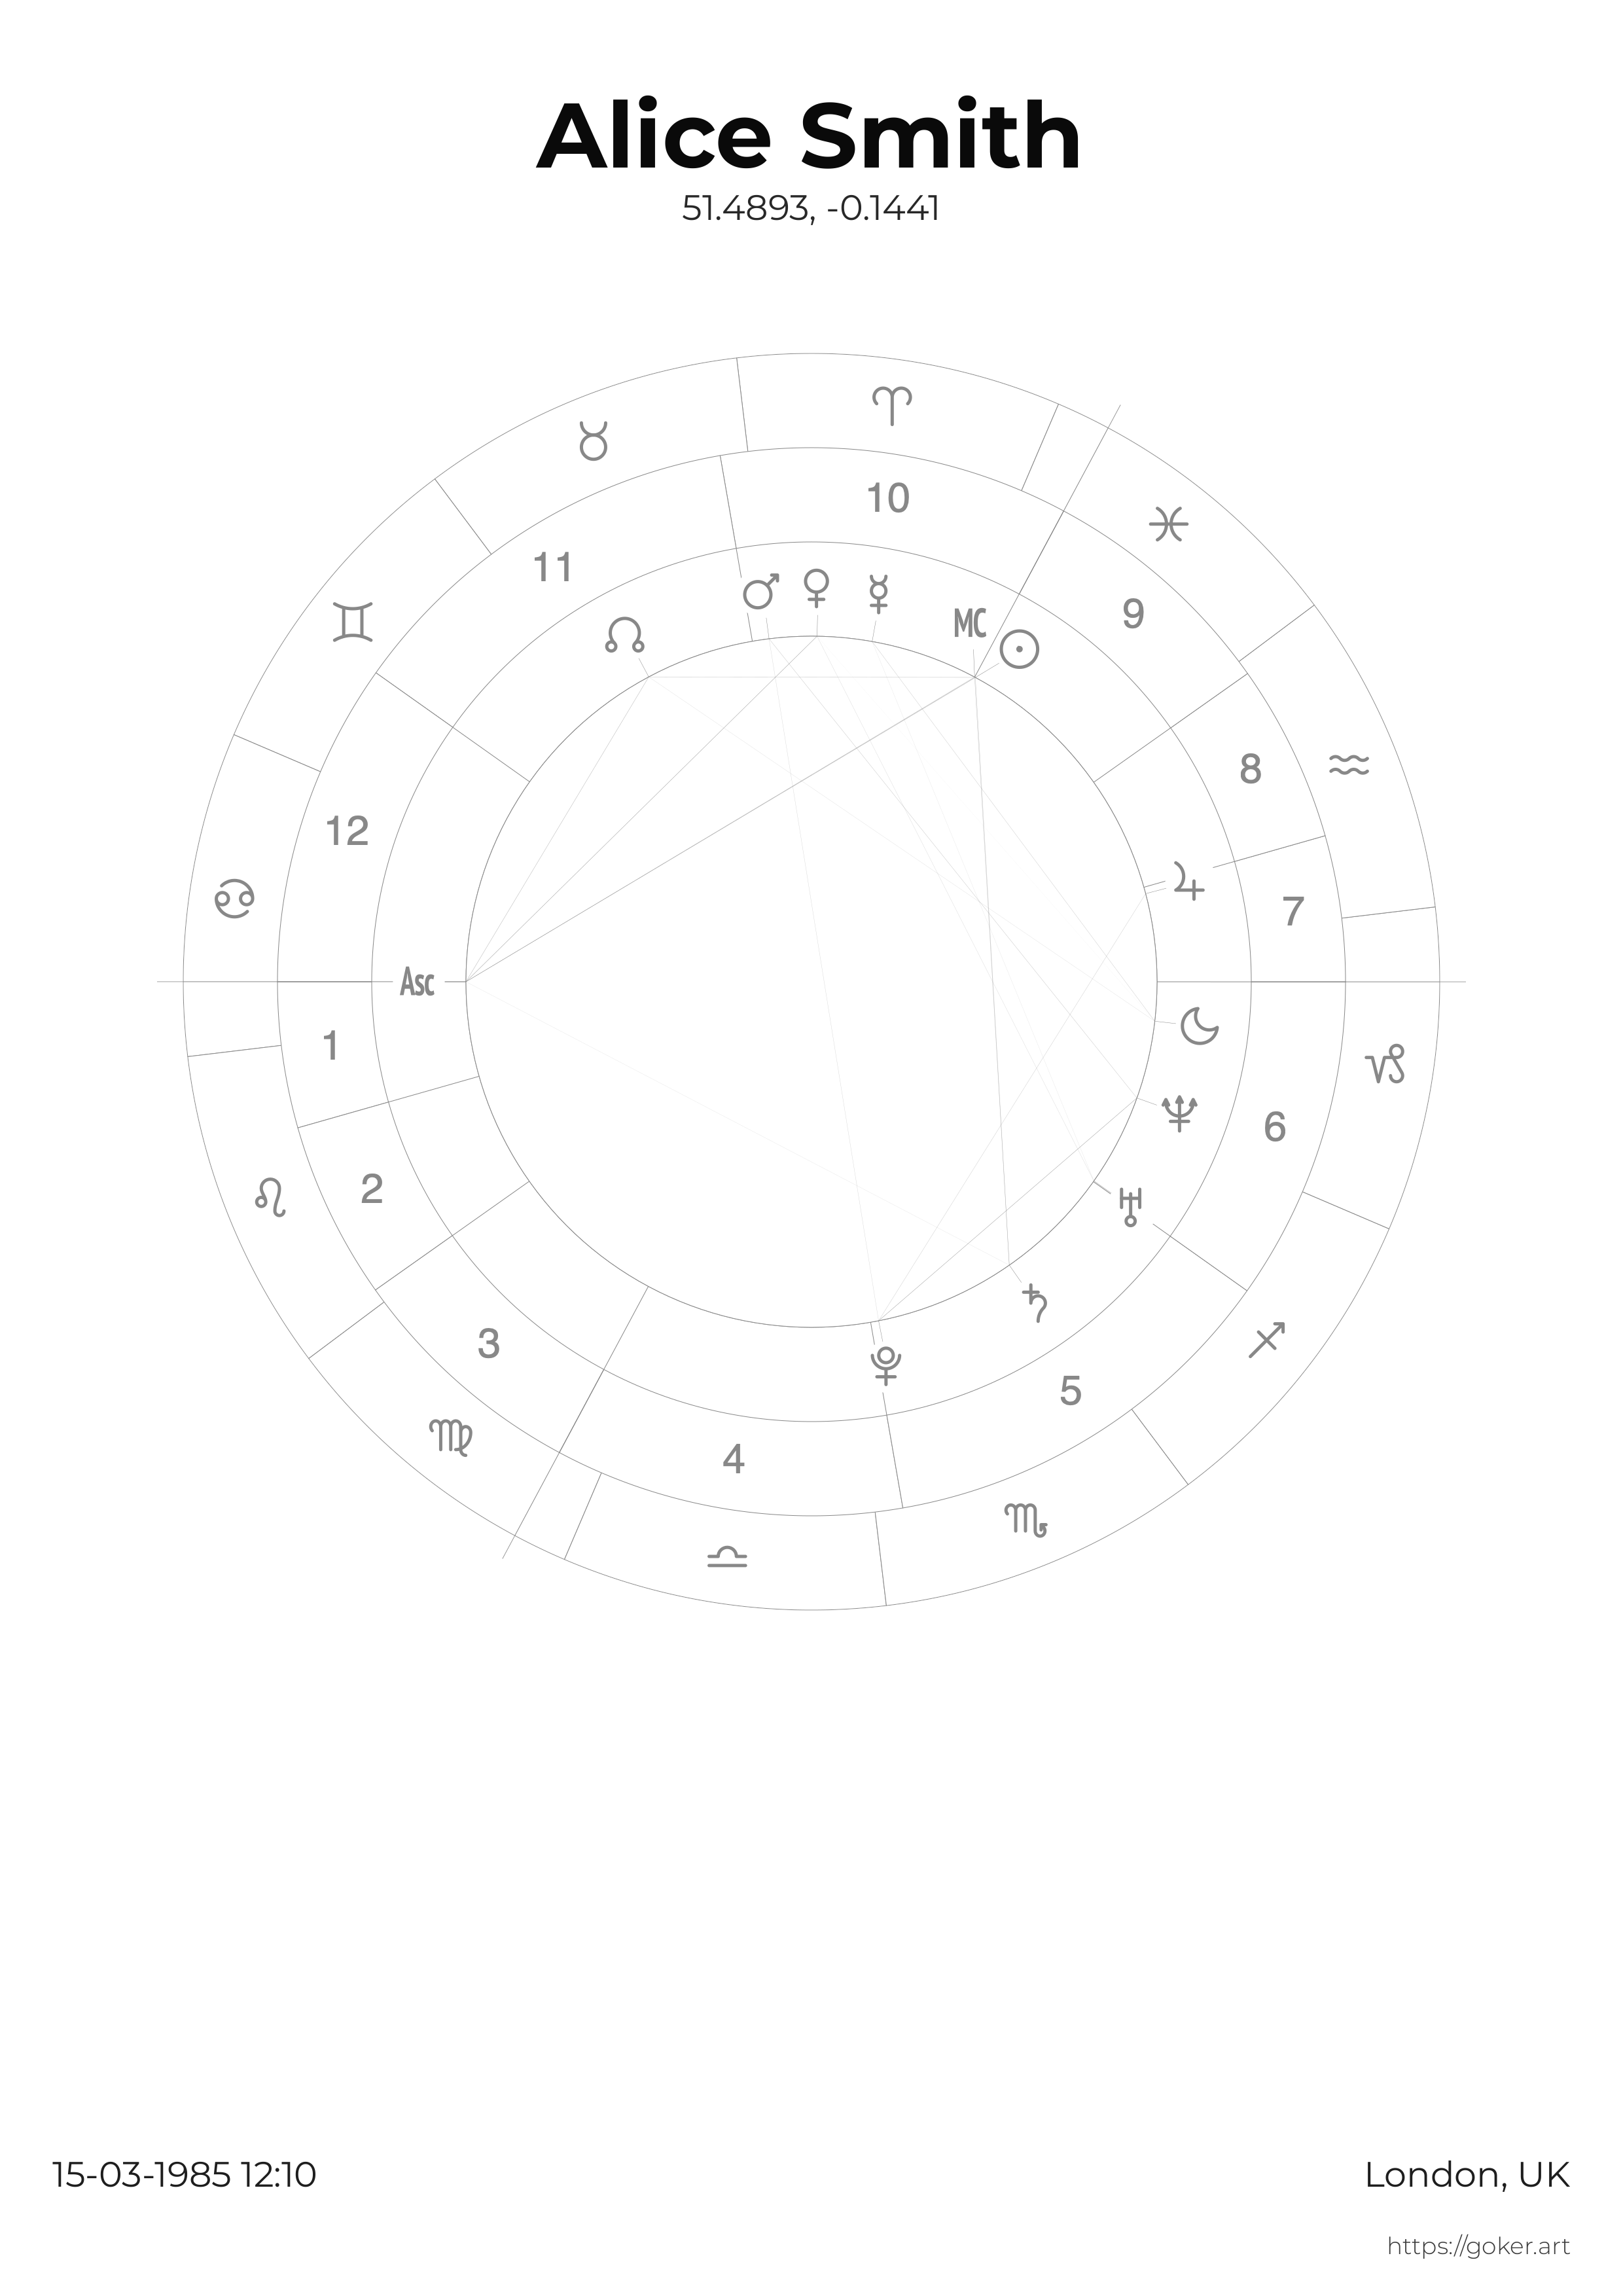 Alice Smith
51.4893, -0.1441
10
11
9
MC
8
12
7
Asc
1
6
2
3
5
4
15-03-1985 12:10
London, UK
https://goker.art